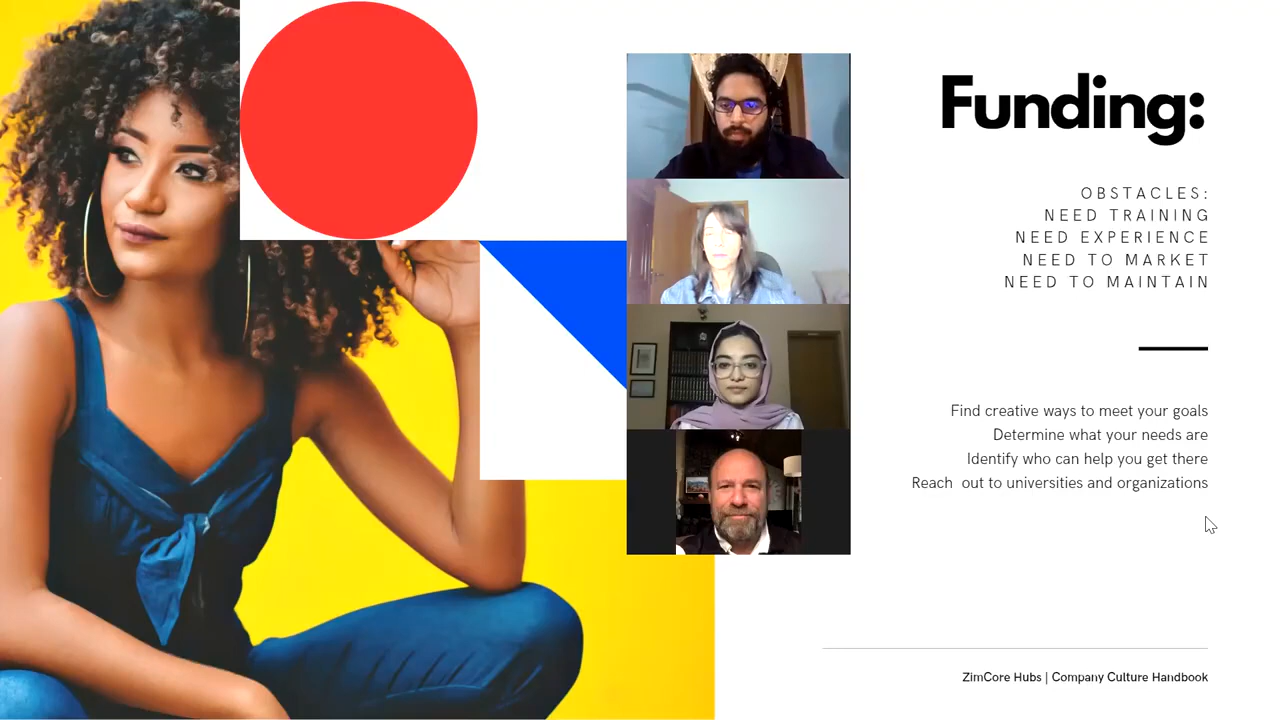 Funding:
OBSTACLES:
NEED TRAINING
NEED EXPERIENCE
NEED TO MARKET
NEED TO MAINTAIN
Find creative ways to meet your goals
Determine what your needs are
Identify who can help you get there
Reach out to universities and organizations
ZimCore Hubs | Company Culture Handbook